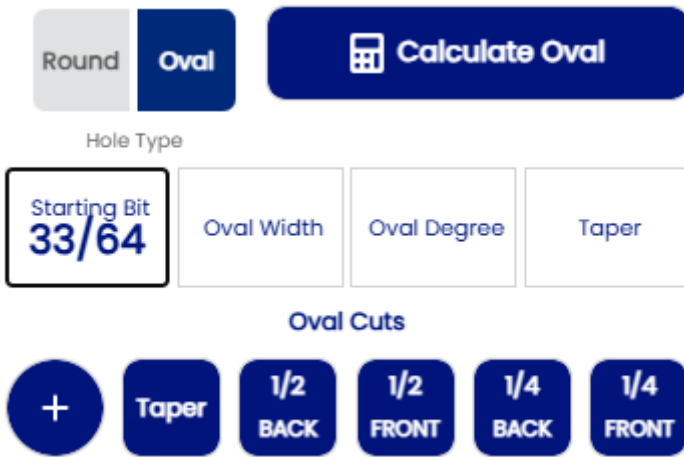 Round
Oval
Calculate Oval
Hole Type
Starting Bit
33/64
Oval Width
Oval Degree
Taper
Oval Cuts
+
Taper
1/2
BACK
1/2
FRONT
1/4
BACK
1/4
FRONT